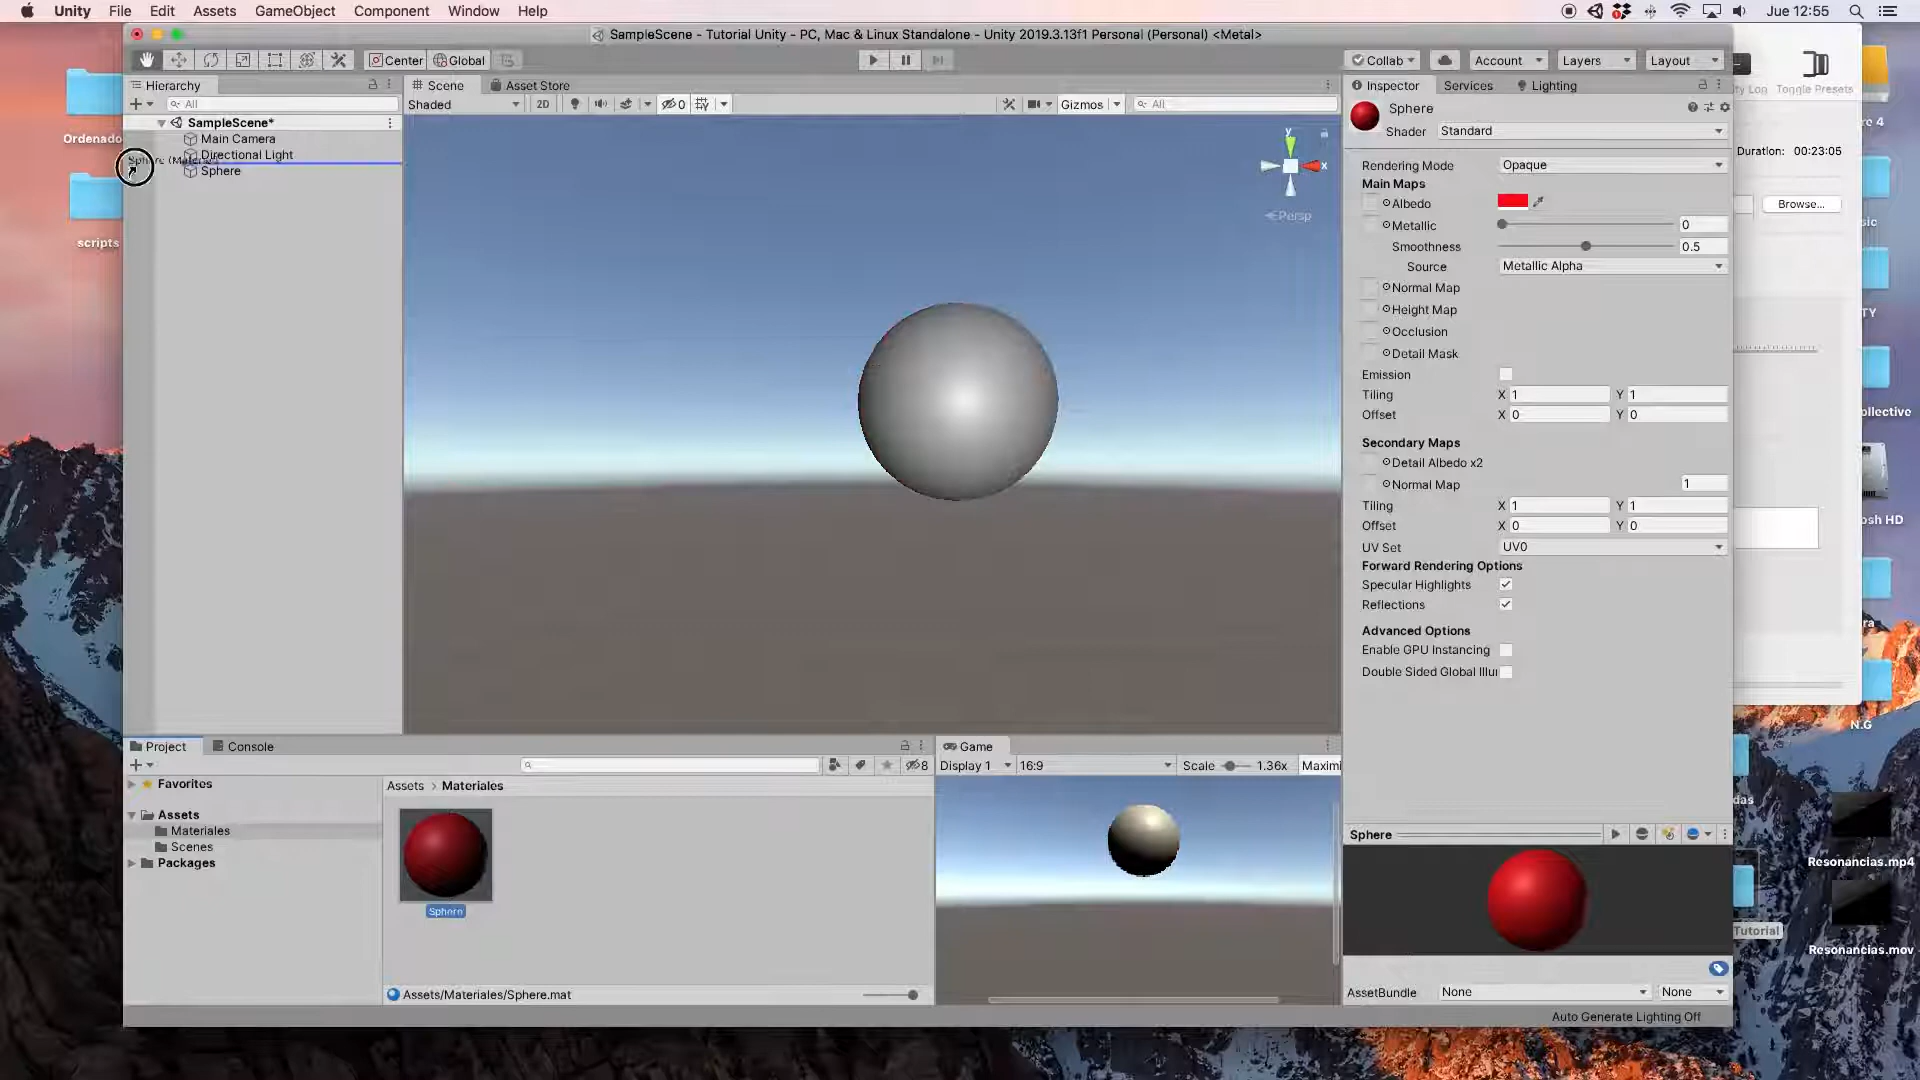 Unity File Edit Assets GameObject Component Window Help
Jue 12:55
SampleScene - Tutorial Unity - PC, Mac & Linux Standalone - Unity 2019.3.13f1 Personal (Personal) <Metal>
Center Global
Collab Account Layers Layout
Toggle Presets
Hierarchy
All
SampleScene*
Main Camera
Directional Light
Sphere
Ordenado
scripts
Scene Asset Store
Shaded 2D 0 Gizmos All
y
x
Persp
Inspector Services Lighting
Sphere
Shader Standard
Rendering Mode Opaque
Main Maps
Albedo
Metallic 0
Smoothness 0.5
Source Metallic Alpha
Normal Map
Height Map
Occlusion
Detail Mask
Emission
Tiling X 1 Y 1
Offset X 0 Y 0
Secondary Maps
Detail Albedo x2
Normal Map 1
Tiling X 1 Y 1
Offset X 0 Y 0
UV Set UV0
Forward Rendering Options
Specular Highlights
Reflections
Advanced Options
Enable GPU Instancing
Double Sided Global Illui
Duration: 00:23:05
Browse...
ollective
osh HD
N.G
Project Console
8
Favorites
Assets
Materiales
Scenes
Packages
Assets > Materiales
Sphere
Assets/Materiales/Sphere.mat
Game
Display 1 16:9 Scale 1.36x Maximi
Sphere
AssetBundle None None
Auto Generate Lighting Off
Resonancias.mp4
Tutorial
Resonancias.mov